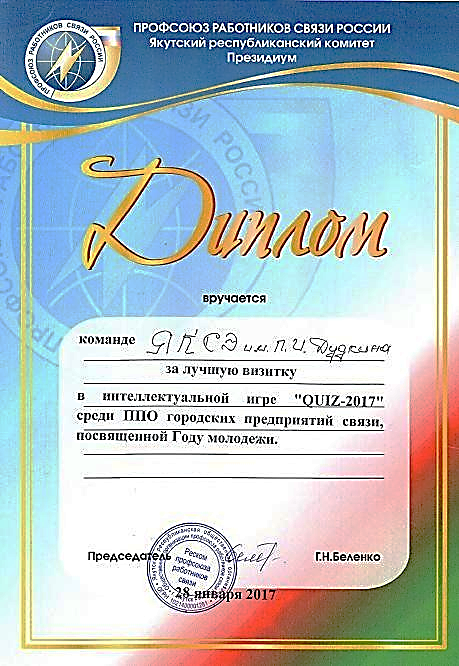 ПРОФСОЮЗ РАБОТНИКОВ СВЯЗИ РОССИИ
Якутский республиканский комитет
Президиум
ПРОФСОЮЗ РАБОТНИКОВ СВЯЗИ РОССИИ
Диплом
вручается
команде ЯКСЭ им. П.И. Дудкина
за лучшую визитку
в интеллектуальной игре "QUIZ-2017"
среди ППО городских предприятий связи,
посвященной Году молодежи.
Председатель Г.Н.Беленко
Реском
профсоюза
работников
связи
28 января 2017